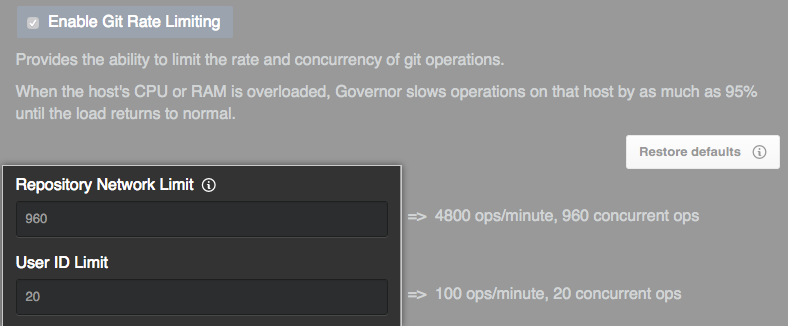 Enable Git Rate Limiting
Provides the ability to limit the rate and concurrency of git operations.
When the host's CPU or RAM is overloaded, Governor slows operations on that host by as much as 95%
until the load returns to normal.
Restore defaults
Repository Network Limit
960 => 4800 ops/minute, 960 concurrent ops
User ID Limit
20 => 100 ops/minute, 20 concurrent ops